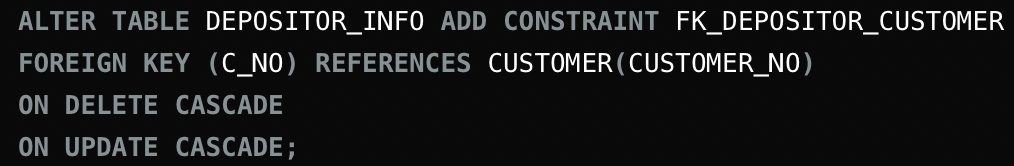 ALTER TABLE DEPOSITOR_INFO ADD CONSTRAINT FK_DEPOSITOR_CUSTOMER
FOREIGN KEY (C_NO) REFERENCES CUSTOMER(CUSTOMER_NO)
ON DELETE CASCADE
ON UPDATE CASCADE;